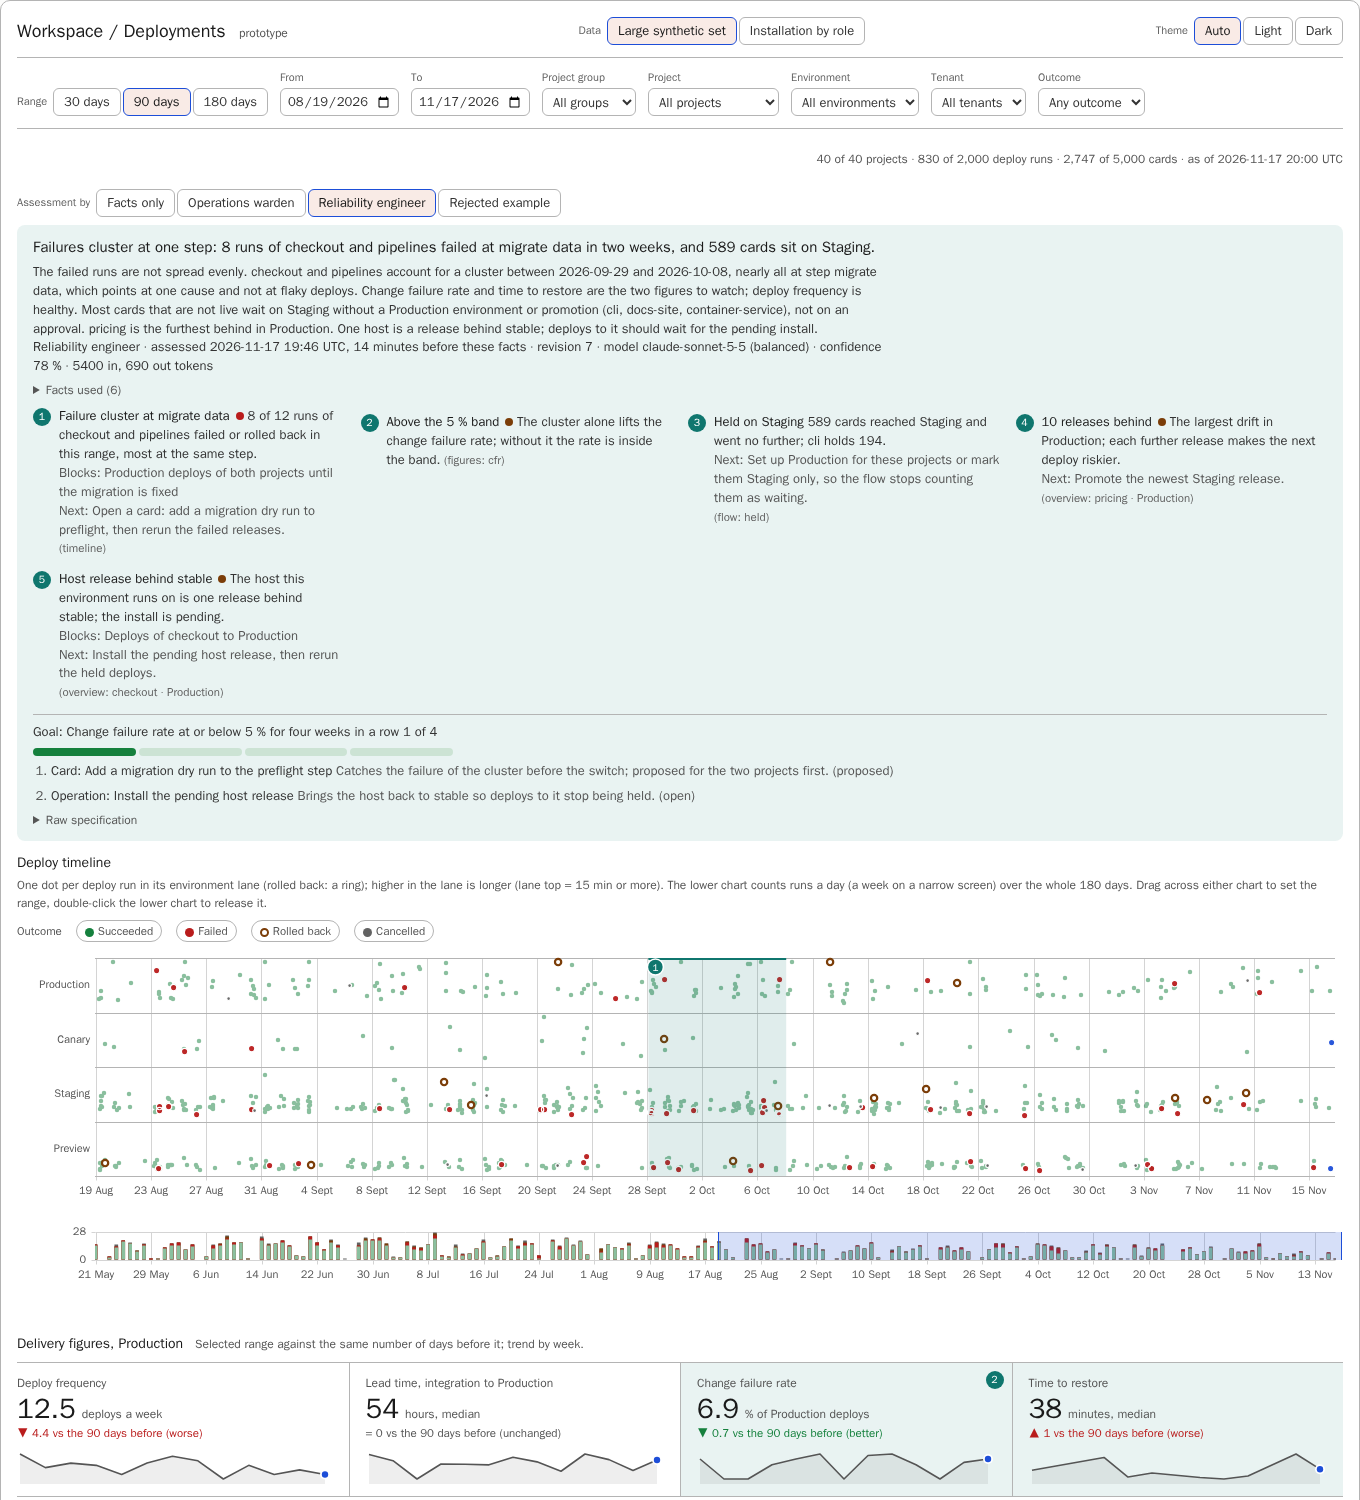 Workspace / Deployments prototype
Data Large synthetic set Installation by role
Theme Auto Light Dark
From To Project group Project Environment Tenant Outcome
Range 30 days 90 days 180 days 08/19/2026 11/17/2026 All groups All projects All environments All tenants Any outcome
40 of 40 projects · 830 of 2,000 deploy runs · 2,747 of 5,000 cards · as of 2026-11-17 20:00 UTC
Assessment by Facts only Operations warden Reliability engineer Rejected example
Failures cluster at one step: 8 runs of checkout and pipelines failed at migrate data in two weeks, and 589 cards sit on Staging.
The failed runs are not spread evenly. checkout and pipelines account for a cluster between 2026-09-29 and 2026-10-08, nearly all at step migrate
data, which points at one cause and not at flaky deploys. Change failure rate and time to restore are the two figures to watch; deploy frequency is
healthy. Most cards that are not live wait on Staging without a Production environment or promotion (cli, docs-site, container-service), not on an
approval. pricing is the furthest behind in Production. One host is a release behind stable; deploys to it should wait for the pending install.
Reliability engineer · assessed 2026-11-17 19:46 UTC, 14 minutes before these facts · revision 7 · model claude-sonnet-5-5 (balanced) · confidence
78 % · 5400 in, 690 out tokens
Facts used (6)
1 Failure cluster at migrate data 8 of 12 runs of
checkout and pipelines failed or rolled back in
this range, most at the same step.
Blocks: Production deploys of both projects until
the migration is fixed
Next: Open a card: add a migration dry run to
preflight, then rerun the failed releases.
(timeline)
2 Above the 5 % band The cluster alone lifts the
change failure rate; without it the rate is inside
the band. (figures: cfr)
3 Held on Staging 589 cards reached Staging and
went no further; cli holds 194.
Next: Set up Production for these projects or mark
them Staging only, so the flow stops counting
them as waiting.
(flow: held)
4 10 releases behind The largest drift in
Production; each further release makes the next
deploy riskier.
Next: Promote the newest Staging release.
(overview: pricing · Production)
5 Host release behind stable The host this
environment runs on is one release behind
stable; the install is pending.
Blocks: Deploys of checkout to Production
Next: Install the pending host release, then rerun
the held deploys.
(overview: checkout · Production)
Goal: Change failure rate at or below 5 % for four weeks in a row 1 of 4
1. Card: Add a migration dry run to the preflight step Catches the failure of the cluster before the switch; proposed for the two projects first. (proposed)
2. Operation: Install the pending host release Brings the host back to stable so deploys to it stop being held. (open)
Raw specification
Deploy timeline
One dot per deploy run in its environment lane (rolled back: a ring); higher in the lane is longer (lane top = 15 min or more). The lower chart counts runs a day (a week on a narrow screen) over the whole 180 days. Drag across either chart to set the
range, double-click the lower chart to release it.
Outcome Succeeded Failed Rolled back Cancelled
1
Production
Canary
Staging
Preview
19 Aug 23 Aug 27 Aug 31 Aug 4 Sept 8 Sept 12 Sept 16 Sept 20 Sept 24 Sept 28 Sept 2 Oct 6 Oct 10 Oct 14 Oct 18 Oct 22 Oct 26 Oct 30 Oct 3 Nov 7 Nov 11 Nov 15 Nov
28
0
21 May 29 May 6 Jun 14 Jun 22 Jun 30 Jun 8 Jul 16 Jul 24 Jul 1 Aug 9 Aug 17 Aug 25 Aug 2 Sept 10 Sept 18 Sept 26 Sept 4 Oct 12 Oct 20 Oct 28 Oct 5 Nov 13 Nov
Delivery figures, Production Selected range against the same number of days before it; trend by week.
Deploy frequency
12.5 deploys a week
▼ 4.4 vs the 90 days before (worse)
Lead time, integration to Production
54 hours, median
= 0 vs the 90 days before (unchanged)
Change failure rate 2
6.9 % of Production deploys
▼ 0.7 vs the 90 days before (better)
Time to restore
38 minutes, median
▲ 1 vs the 90 days before (worse)